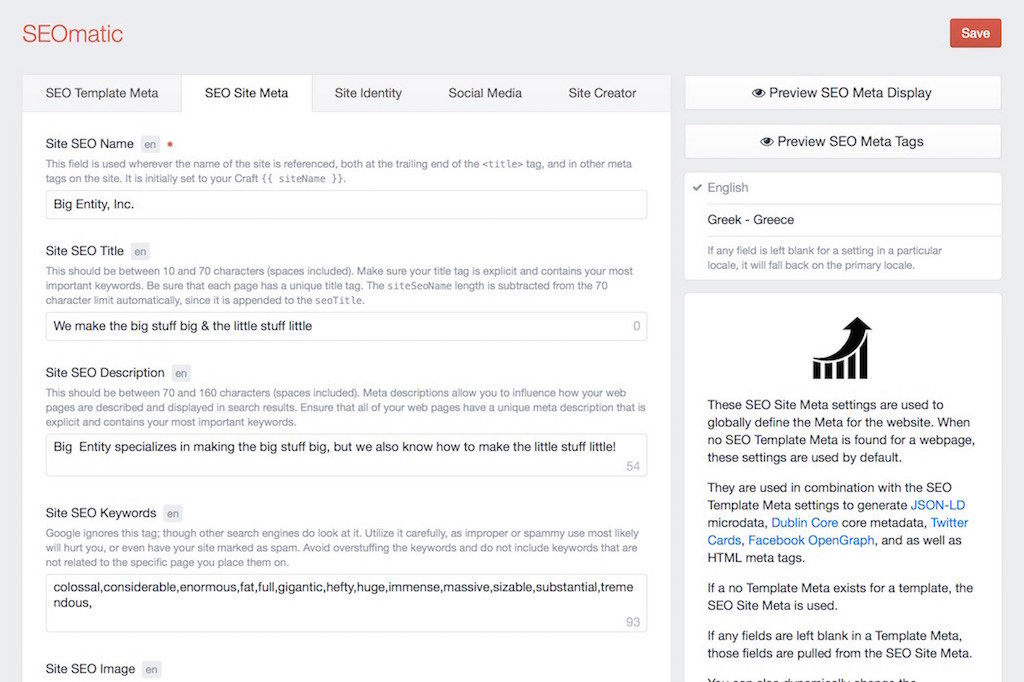 SEOmatic
Save
SEO Template Meta
SEO Site Meta
Site Identity
Social Media
Site Creator
Site SEO Name en *
This field is used wherever the name of the site is referenced, both at the trailing end of the <title> tag, and in other meta
tags on the site. It is initially set to your Craft {{ siteName }}.
Big Entity, Inc.
Site SEO Title en
This should be between 10 and 70 characters (spaces included). Make sure your title tag is explicit and contains your most
important keywords. Be sure that each page has a unique title tag. The siteSeoName length is subtracted from the 70
character limit automatically, since it is appended to the seoTitle.
We make the big stuff big & the little stuff little
0
Site SEO Description en
This should be between 70 and 160 characters (spaces included). Meta descriptions allow you to influence how your web
pages are described and displayed in search results. Ensure that all of your web pages have a unique meta description that is
explicit and contains your most important keywords.
Big  Entity specializes in making the big stuff big, but we also know how to make the little stuff little!
54
Site SEO Keywords en
Google ignores this tag; though other search engines do look at it. Utilize it carefully, as improper or spammy use most likely
will hurt you, or even have your site marked as spam. Avoid overstuffing the keywords and do not include keywords that are
not related to the specific page you place them on.
colossal,considerable,enormous,fat,full,gigantic,hefty,huge,immense,massive,sizable,substantial,treme
ndous,
93
Site SEO Image en
Preview SEO Meta Display
Preview SEO Meta Tags
English
Greek - Greece
If any field is left blank for a setting in a particular
locale, it will fall back on the primary locale.
These SEO Site Meta settings are used to
globally define the Meta for the website. When
no SEO Template Meta is found for a webpage,
these settings are used by default.
They are used in combination with the SEO
Template Meta settings to generate JSON-LD
microdata, Dublin Core core metadata, Twitter
Cards, Facebook OpenGraph, and as well as
HTML meta tags.
If a no Template Meta exists for a template, the
SEO Site Meta is used.
If any fields are left blank in a Template Meta,
those fields are pulled from the SEO Site Meta.
You can also dynamically change the